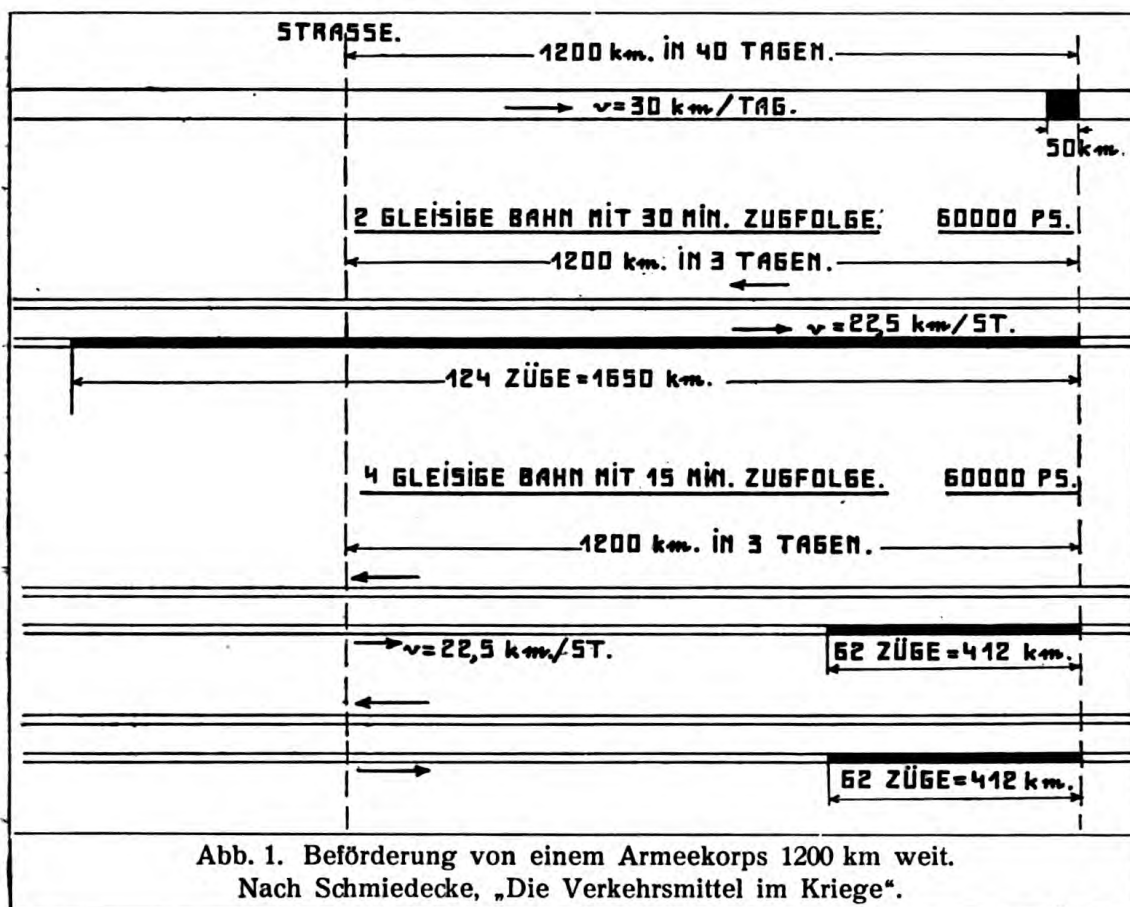 STRASSE.
1200 km. IN 40 TAGEN.
v=30 km/TAG.
50km.
2 GLEISIGE BAHN MIT 30 MIN. ZUGFOLGE. 60000 PS.
1200 km. IN 3 TAGEN.
v=22,5 km/ST.
124 ZÜGE=1650 km.
4 GLEISIGE BAHN MIT 15 MIN. ZUGFOLGE. 60000 PS.
1200 km. IN 3 TAGEN.
v=22,5 km./ST.
62 ZÜGE=412 km.
62 ZÜGE=412 km.
Abb. 1. Beförderung von einem Armeekorps 1200 km weit.
Nach Schmiedecke, „Die Verkehrsmittel im Kriege“.